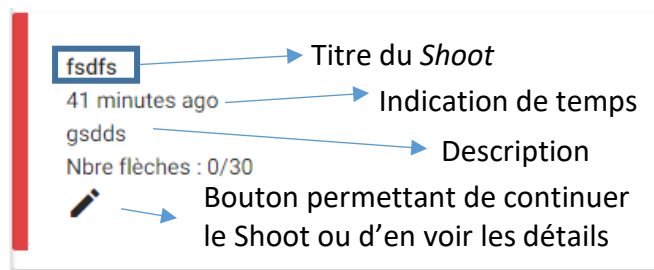 fsdfs
Titre du Shoot
41 minutes ago
Indication de temps
gsdds
Description
Nbre flèches : 0/30
Bouton permettant de continuer
le Shoot ou d’en voir les détails